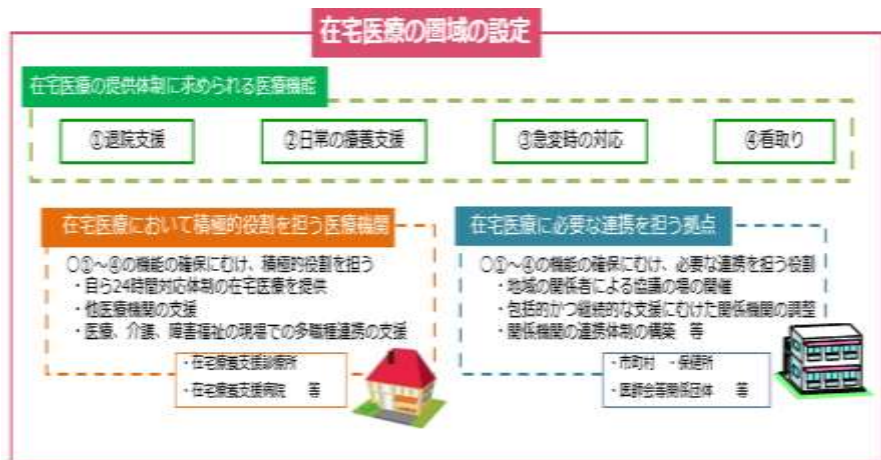 在宅医療の圏域の設定
在宅医療の提供体制に求められる医療機能
①退院支援
②日常の療養支援
③急変時の対応
④看取り
在宅医療において積極的役割を担う医療機関
○①～④の機能の確保にむけ、積極的役割を担う
・自ら24時間対応体制の在宅医療を提供
・他医療機関の支援
・医療、介護、障害福祉の現場での多職種連携の支援
・在宅療養支援診療所
・在宅療養支援病院　等
在宅医療に必要な連携を担う拠点
○①～④の機能の確保にむけ、必要な連携を担う役割
・地域の関係者による協議の場の開催
・包括的かつ継続的な支援にむけた関係機関の調整
・関係機関の連携体制の構築　等
・市町村　・保健所
・医師会等関係団体　等